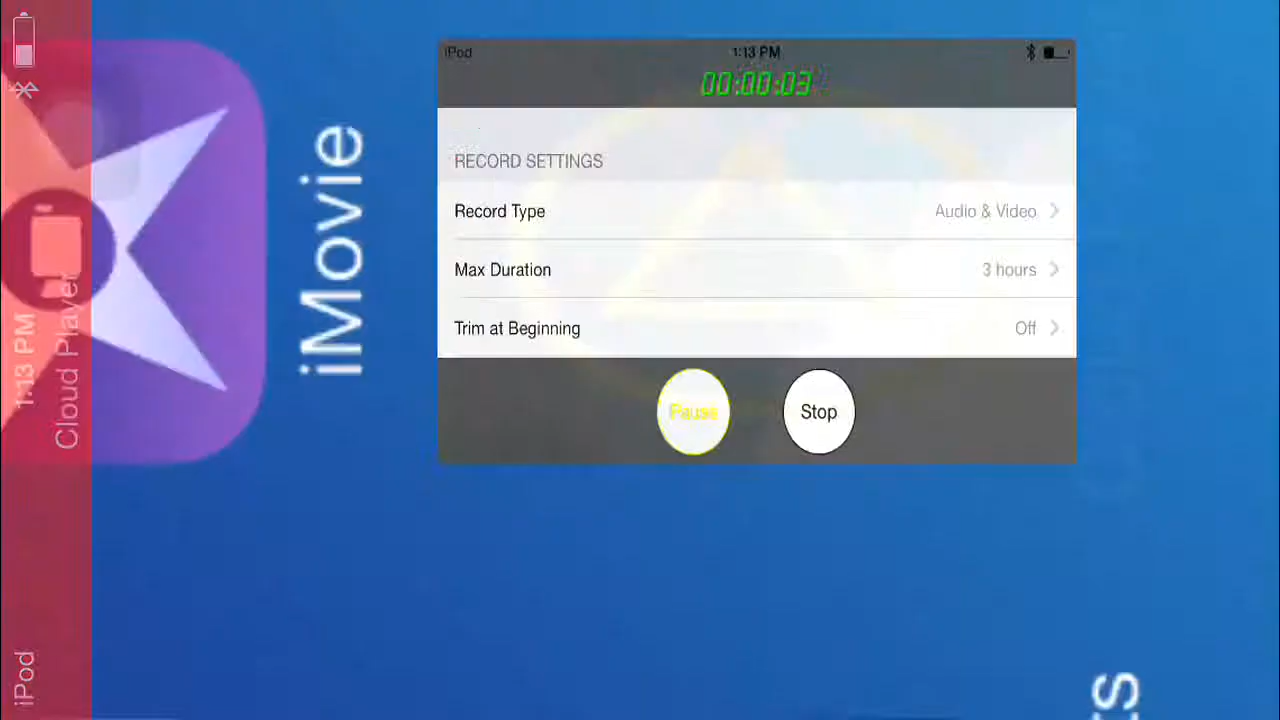 iPod 1:13 PM
00:00:03
RECORD SETTINGS
Record Type Audio & Video
Max Duration 3 hours
Trim at Beginning Off
Pause Stop
iPod 1:13 PM
Cloud Player
iMovie